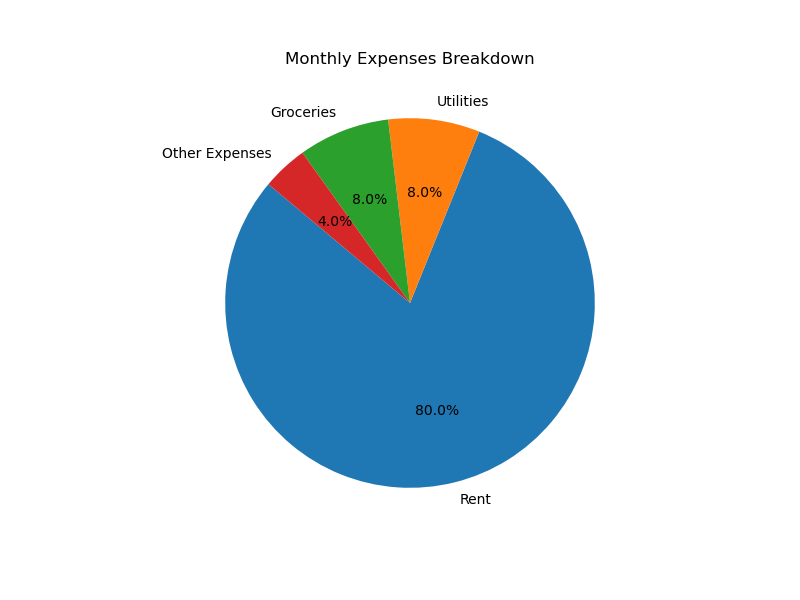 Monthly Expenses Breakdown
Utilities
Groceries
Other Expenses
8.0%
8.0%
4.0%
80.0%
Rent